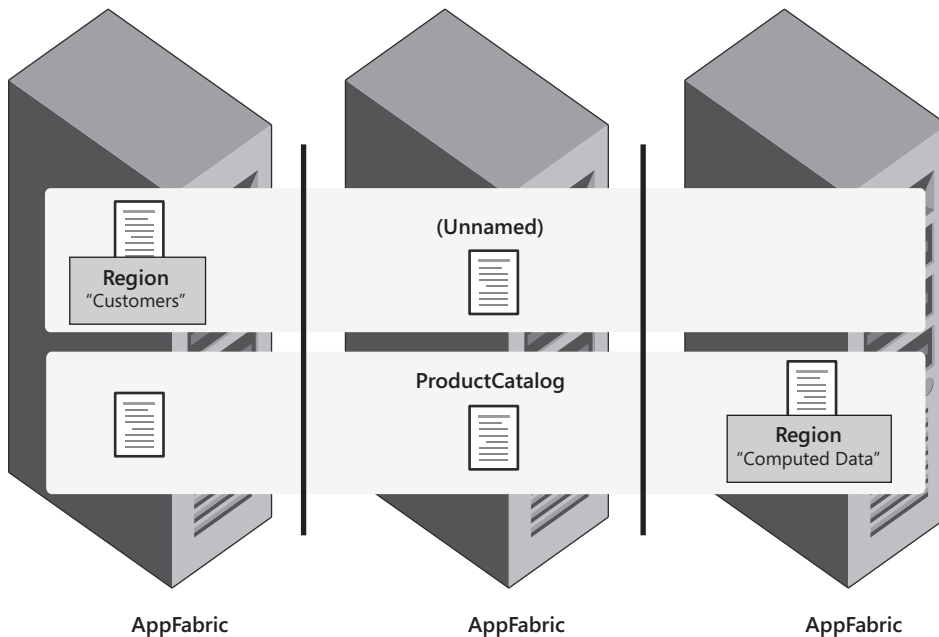 (Unnamed)
Region
“Customers”
ProductCatalog
Region
“Computed Data”
AppFabric
AppFabric
AppFabric